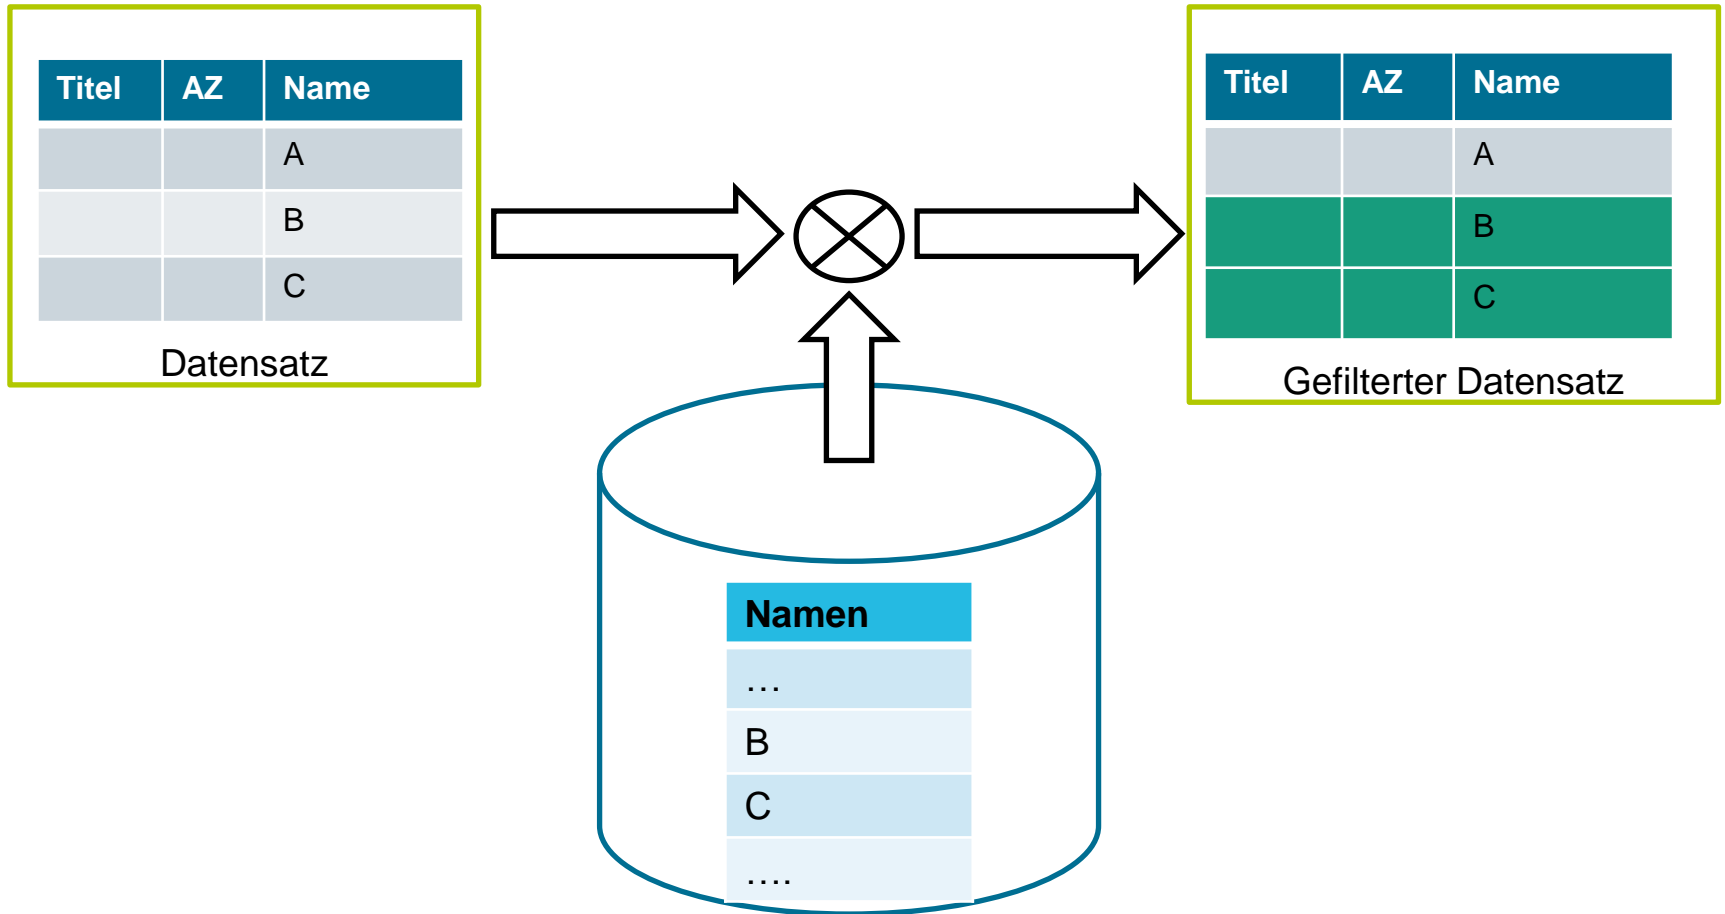 Titel AZ Name
A
B
C
Datensatz
Titel AZ Name
A
B
C
Gefilterter Datensatz
Namen
…
B
C
….